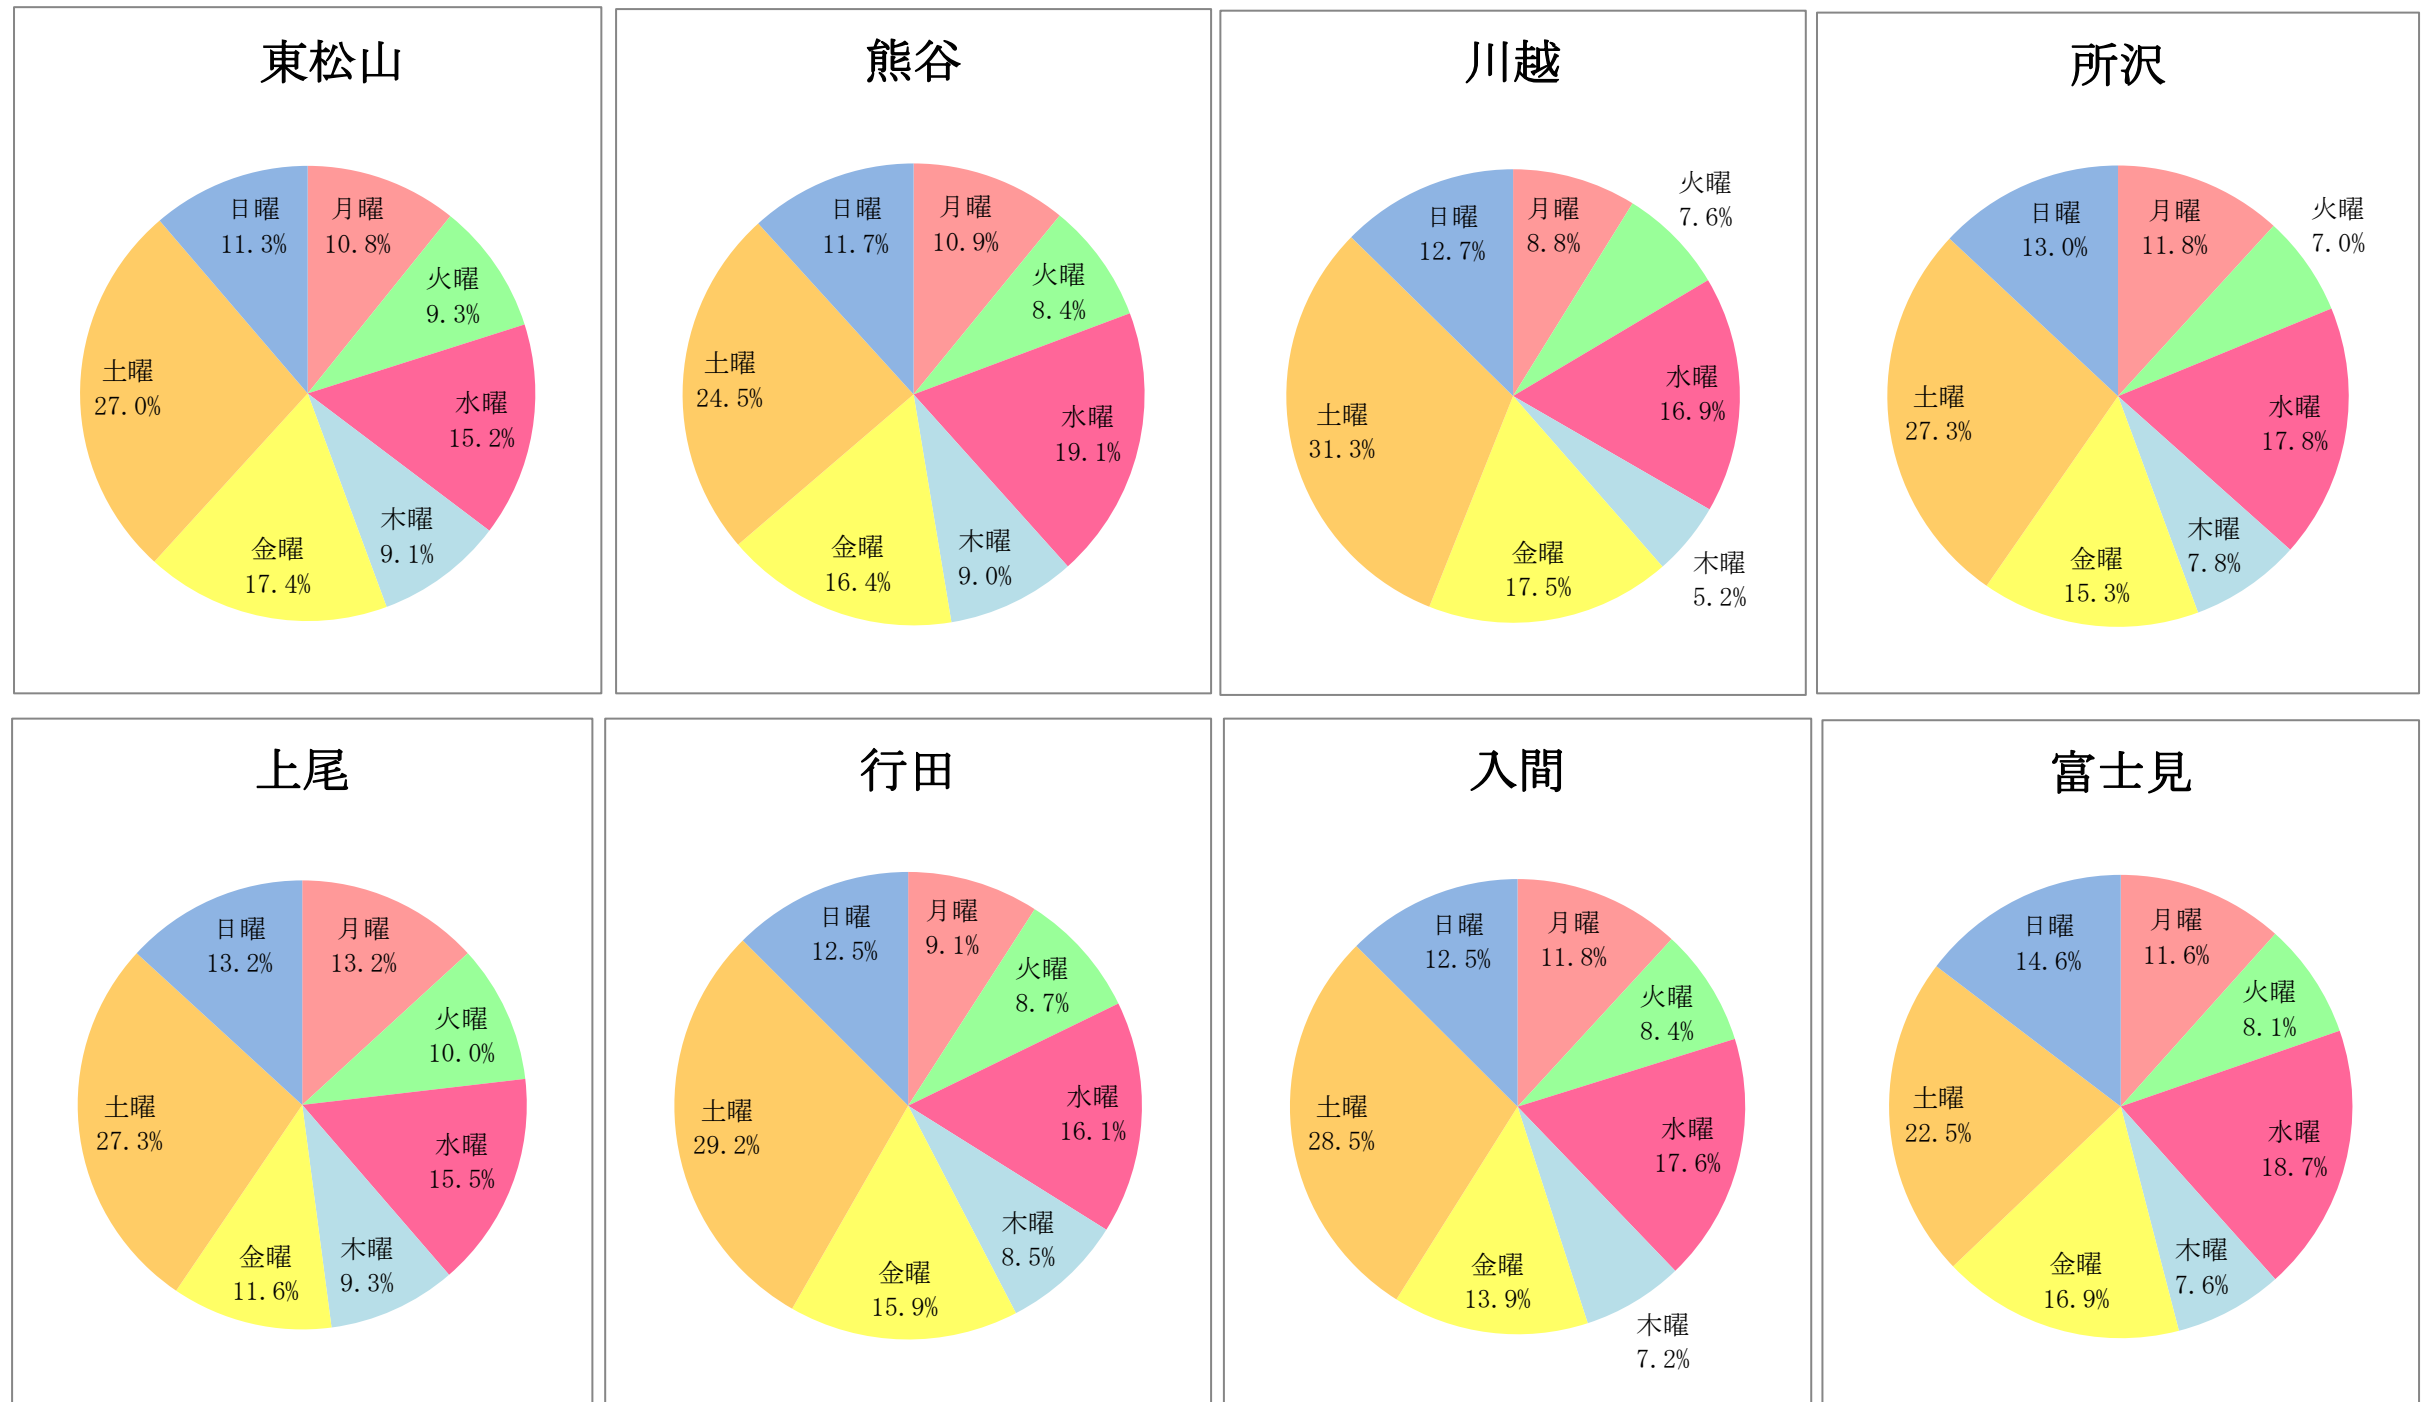 東松山
月曜
10.8%
火曜
9.3%
水曜
15.2%
木曜
9.1%
金曜
17.4%
土曜
27.0%
日曜
11.3%
熊谷
月曜
10.9%
火曜
8.4%
水曜
19.1%
木曜
9.0%
金曜
16.4%
土曜
24.5%
日曜
11.7%
川越
月曜
8.8%
火曜
7.6%
水曜
16.9%
木曜
5.2%
金曜
17.5%
土曜
31.3%
日曜
12.7%
所沢
月曜
11.8%
火曜
7.0%
水曜
17.8%
木曜
7.8%
金曜
15.3%
土曜
27.3%
日曜
13.0%
上尾
月曜
13.2%
火曜
10.0%
水曜
15.5%
木曜
9.3%
金曜
11.6%
土曜
27.3%
日曜
13.2%
行田
月曜
9.1%
火曜
8.7%
水曜
16.1%
木曜
8.5%
金曜
15.9%
土曜
29.2%
日曜
12.5%
入間
月曜
11.8%
火曜
8.4%
水曜
17.6%
木曜
7.2%
金曜
13.9%
土曜
28.5%
日曜
12.5%
富士見
月曜
11.6%
火曜
8.1%
水曜
18.7%
木曜
7.6%
金曜
16.9%
土曜
22.5%
日曜
14.6%